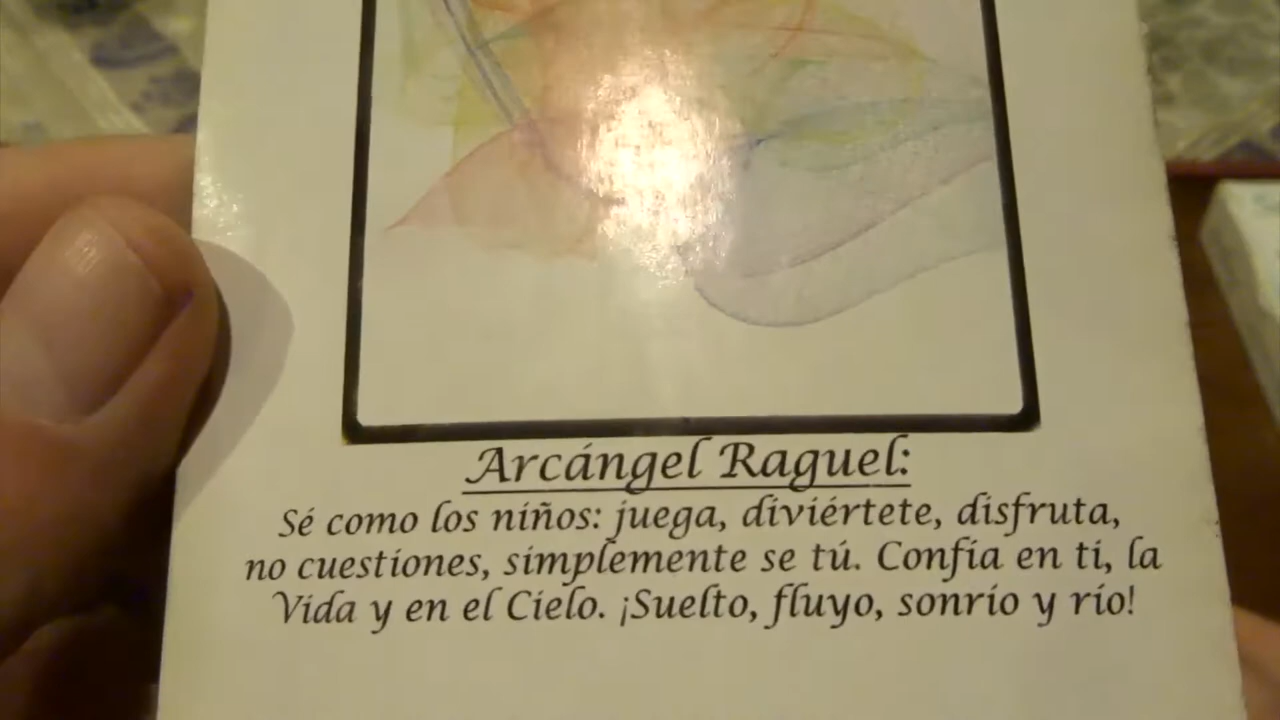 Arcángel Raguel:
Sé como los niños: juega, diviértete, disfruta,
no cuestiones, simplemente se tú. Confía en ti, la
Vida y en el Cielo. ¡Suelto, fluyo, sonrío y río!